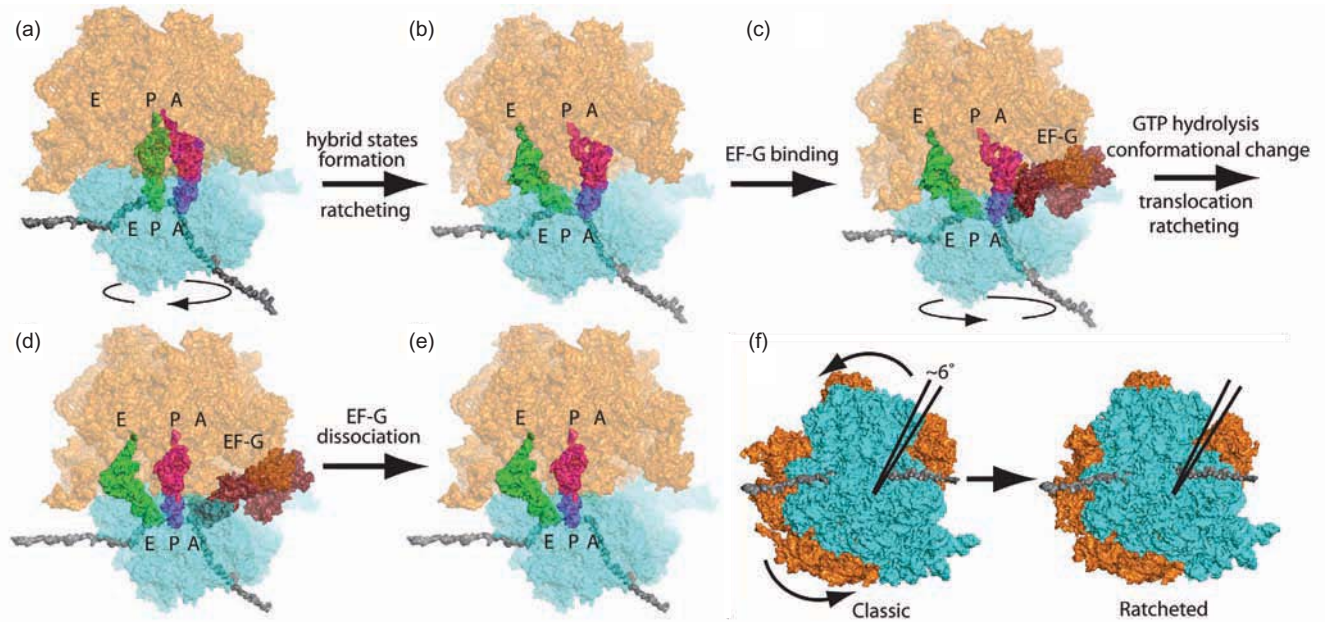 (a)
E P A
E P A
hybrid states
formation
ratcheting
(b)
E P A
E P A
EF-G binding
(c)
E P A
EF-G
E P A
GTP hydrolysis
conformational change
translocation
ratcheting
(d)
E P A
EF-G
E P A
EF-G
dissociation
(e)
E P A
E P A
(f)
~6°
Classic
Ratcheted